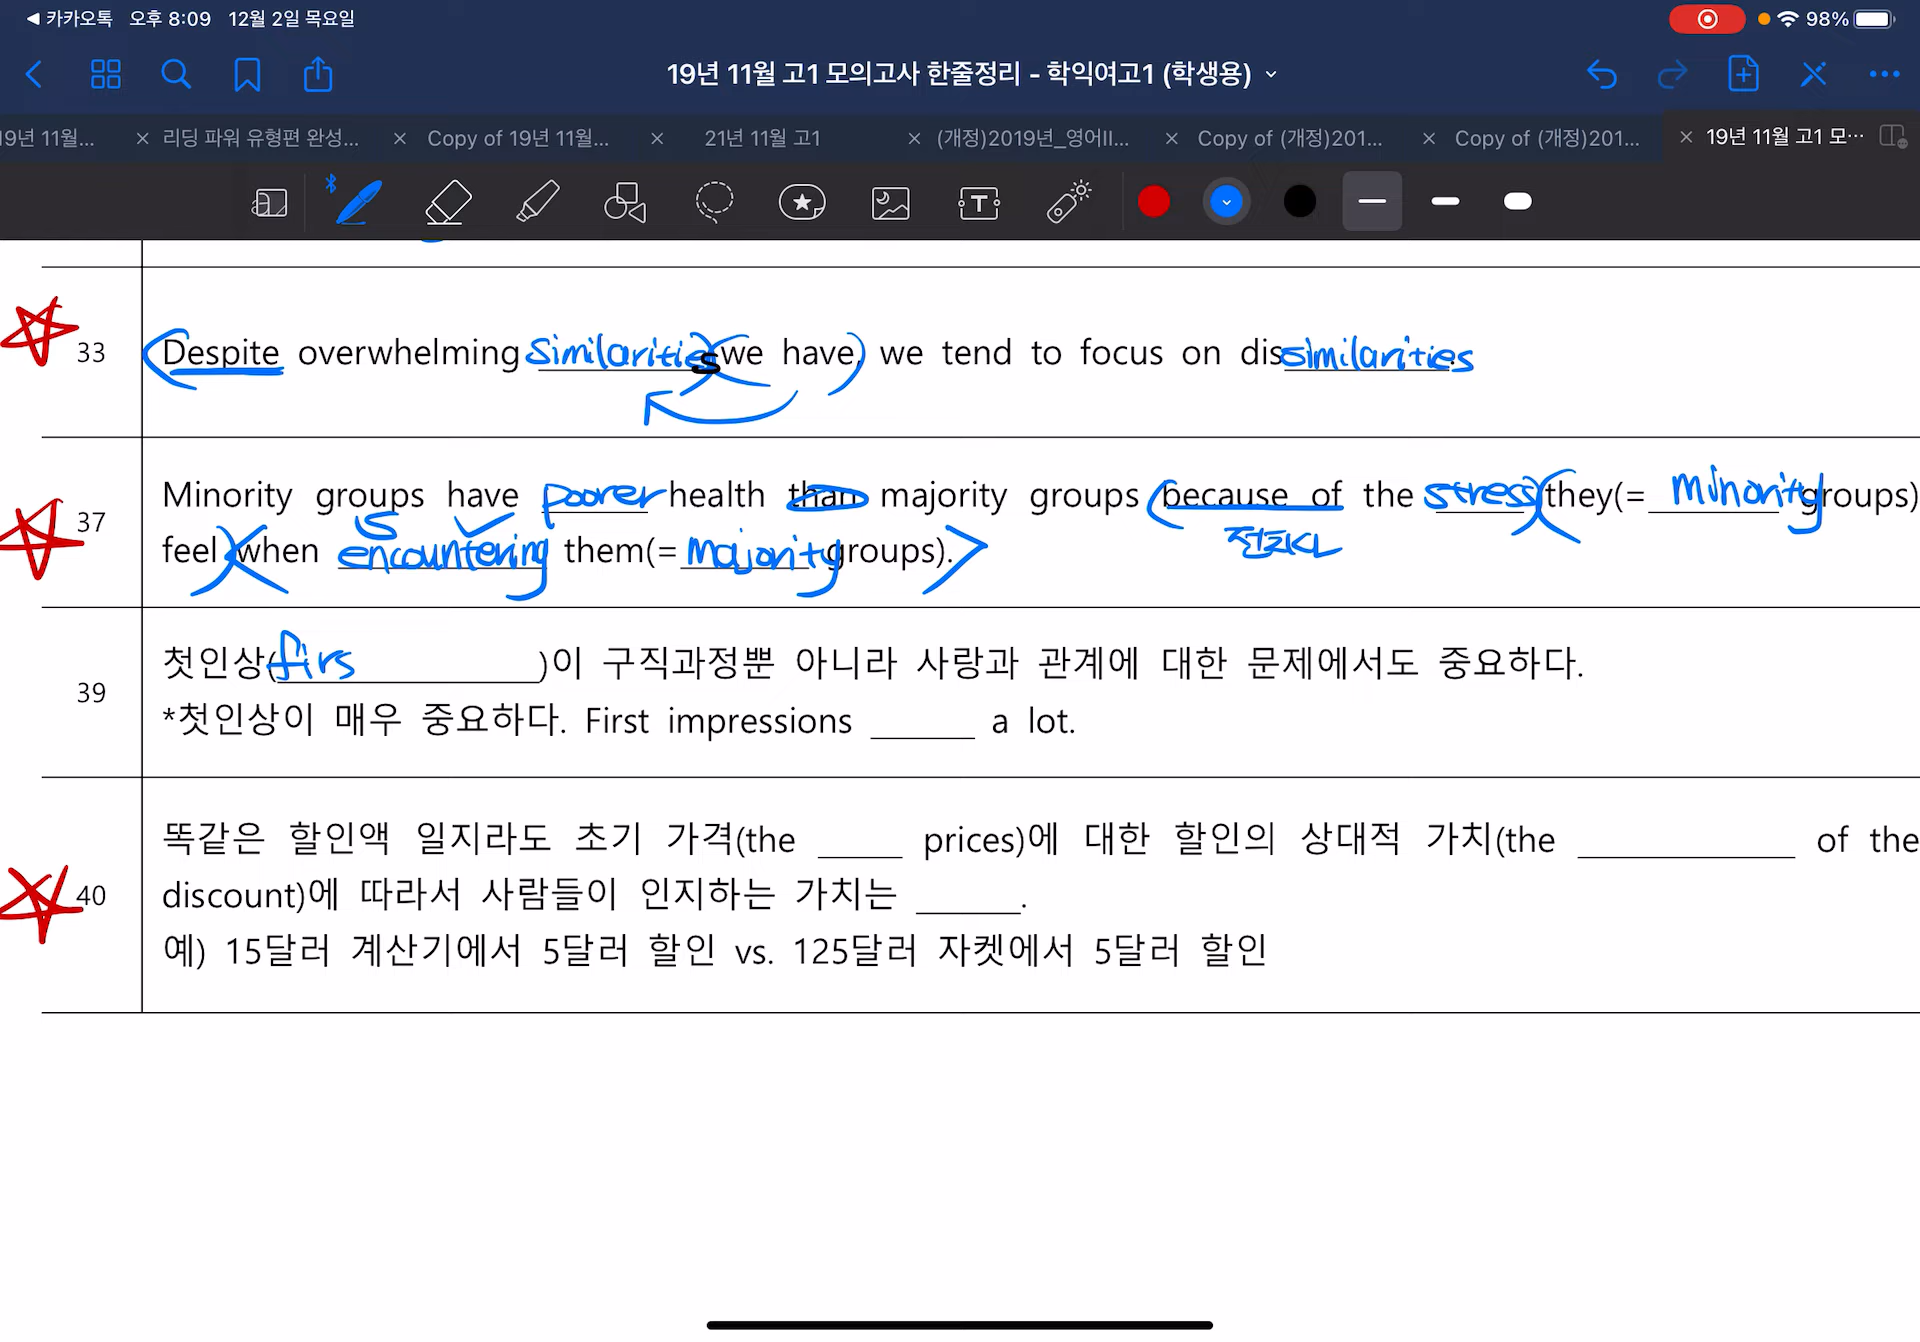 ◀ 카카오톡 오후 8:09 12월 2일 목요일 98%
19년 11월 고1 모의고사 한줄정리 - 학익여고1 (학생용)
19년 11월... × 리딩 파워 유형편 완성... × Copy of 19년 11월... × 21년 11월 고1 × (개정)2019년_영어II... × Copy of (개정)201... × Copy of (개정)201... × 19년 11월 고1 모...
33 Despite overwhelming similarities we have, we tend to focus on dissimilarities
37 Minority groups have poorer health than majority groups because of the stress they(= minority groups)
feel when encountering them(= majority groups).
S
39 첫인상(firs )이 구직과정뿐 아니라 사랑과 관계에 대한 문제에서도 중요하다.
*첫인상이 매우 중요하다. First impressions ______ a lot.
40 똑같은 할인액 일지라도 초기 가격(the _____ prices)에 대한 할인의 상대적 가치(the _____________ of the
discount)에 따라서 사람들이 인지하는 가치는 ______.
예) 15달러 계산기에서 5달러 할인 vs. 125달러 자켓에서 5달러 할인